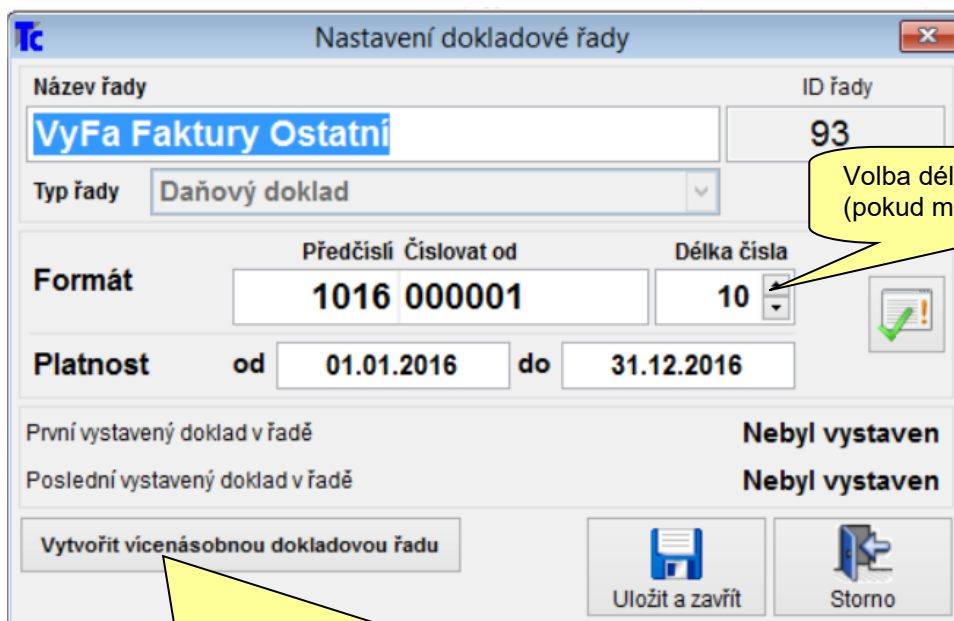 Tc Nastavení dokladové řady
Název řady ID řady
VyFa Faktury Ostatní 93
Typ řady Daňový doklad
Volba
(pokud
Předčíslí Číslovat od Délka čísla
Formát 1016 000001 10
Platnost od 01.01.2016 do 31.12.2016
První vystavený doklad v řadě Nebyl vystaven
Poslední vystavený doklad v řadě Nebyl vystaven
Vytvořit vícenásobnou dokladovou řadu
Uložit a zavřít Storno